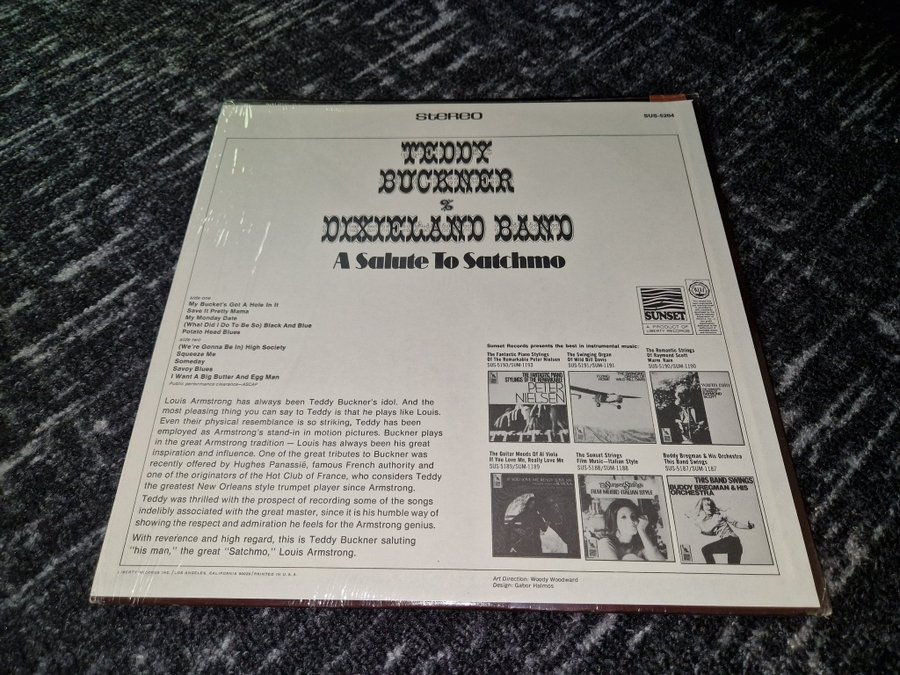 STEREO
SUS-5204
TEDDY
BUCKNER
&
DIXIELAND BAND
A Salute To Satchmo
side one
My Bucket's Got A Hole In It
Save It Pretty Mama
My Monday Date
(What Did I Do To Be So) Black And Blue
Potato Head Blues
side two
(We're Gonna Be In) High Society
Squeeze Me
Someday
Savoy Blues
I Want A Big Butter And Egg Man
Public performance clearance—ASCAP
Louis Armstrong has always been Teddy Buckner's idol. And the
most pleasing thing you can say to Teddy is that he plays like Louis.
Even their physical resemblance is so striking, Teddy has been
employed as Armstrong's stand-in in motion pictures. Buckner plays
in the great Armstrong tradition — Louis has always been his great
inspiration and influence. One of the great tributes to Buckner was
recently offered by Hughes Panassié, famous French authority and
one of the originators of the Hot Club of France, who considers Teddy
the greatest New Orleans style trumpet player since Armstrong.
Teddy was thrilled with the prospect of recording some of the songs
indelibly associated with the great master, since it is his humble way of
showing the respect and admiration he feels for the Armstrong genius.
With reverence and high regard, this is Teddy Buckner saluting
"his man," the great "Satchmo," Louis Armstrong.
SUNSET
A PRODUCT OF
LIBERTY RECORDS
Sunset Records presents the best in instrumental music:
The Fantastic Piano Stylings
Of The Remarkable Peter Nielsen
SUS-5193/SUM-1193
The Swinging Organ
Of Wild Bill Davis
SUS-5191/SUM-1191
The Romantic Strings
Of Raymond Scott
Warm Rain
SUS-5190/SUM-1190
THE FANTASTIC PIANO
STYLINGS OF THE REMARKABLE
PETER
NIELSEN
The Guitar Moods Of Al Viola
If You Love Me, Really Love Me
SUS-5189/SUM-1189
The Sunset Strings
Film Music—Italian Style
SUS-5188/SUM-1188
Buddy Bregman & His Orchestra
This Band Swings
SUS-5187/SUM-1187
The Sunset Strings
FILM MUSIC-ITALIAN STYLE
THIS BAND SWINGS
BUDDY BREGMAN & HIS
ORCHESTRA
LIBERTY RECORDS INC./LOS ANGELES, CALIFORNIA 90028/PRINTED IN U.S.A.
Art Direction: Woody Woodward
Design: Gabor Halmos